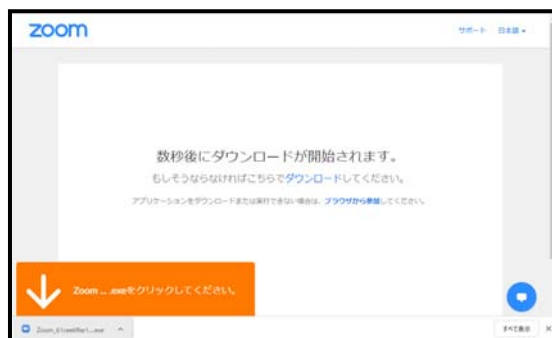 zoom
サポート 日本語
数秒後にダウンロードが開始されます。
もしそうならなければこちらでダウンロードしてください。
アプリケーションをダウンロードまたは実行できない場合は、ブラウザから参加してください。
Zoom ... .exeをクリックしてください。
すべて表示